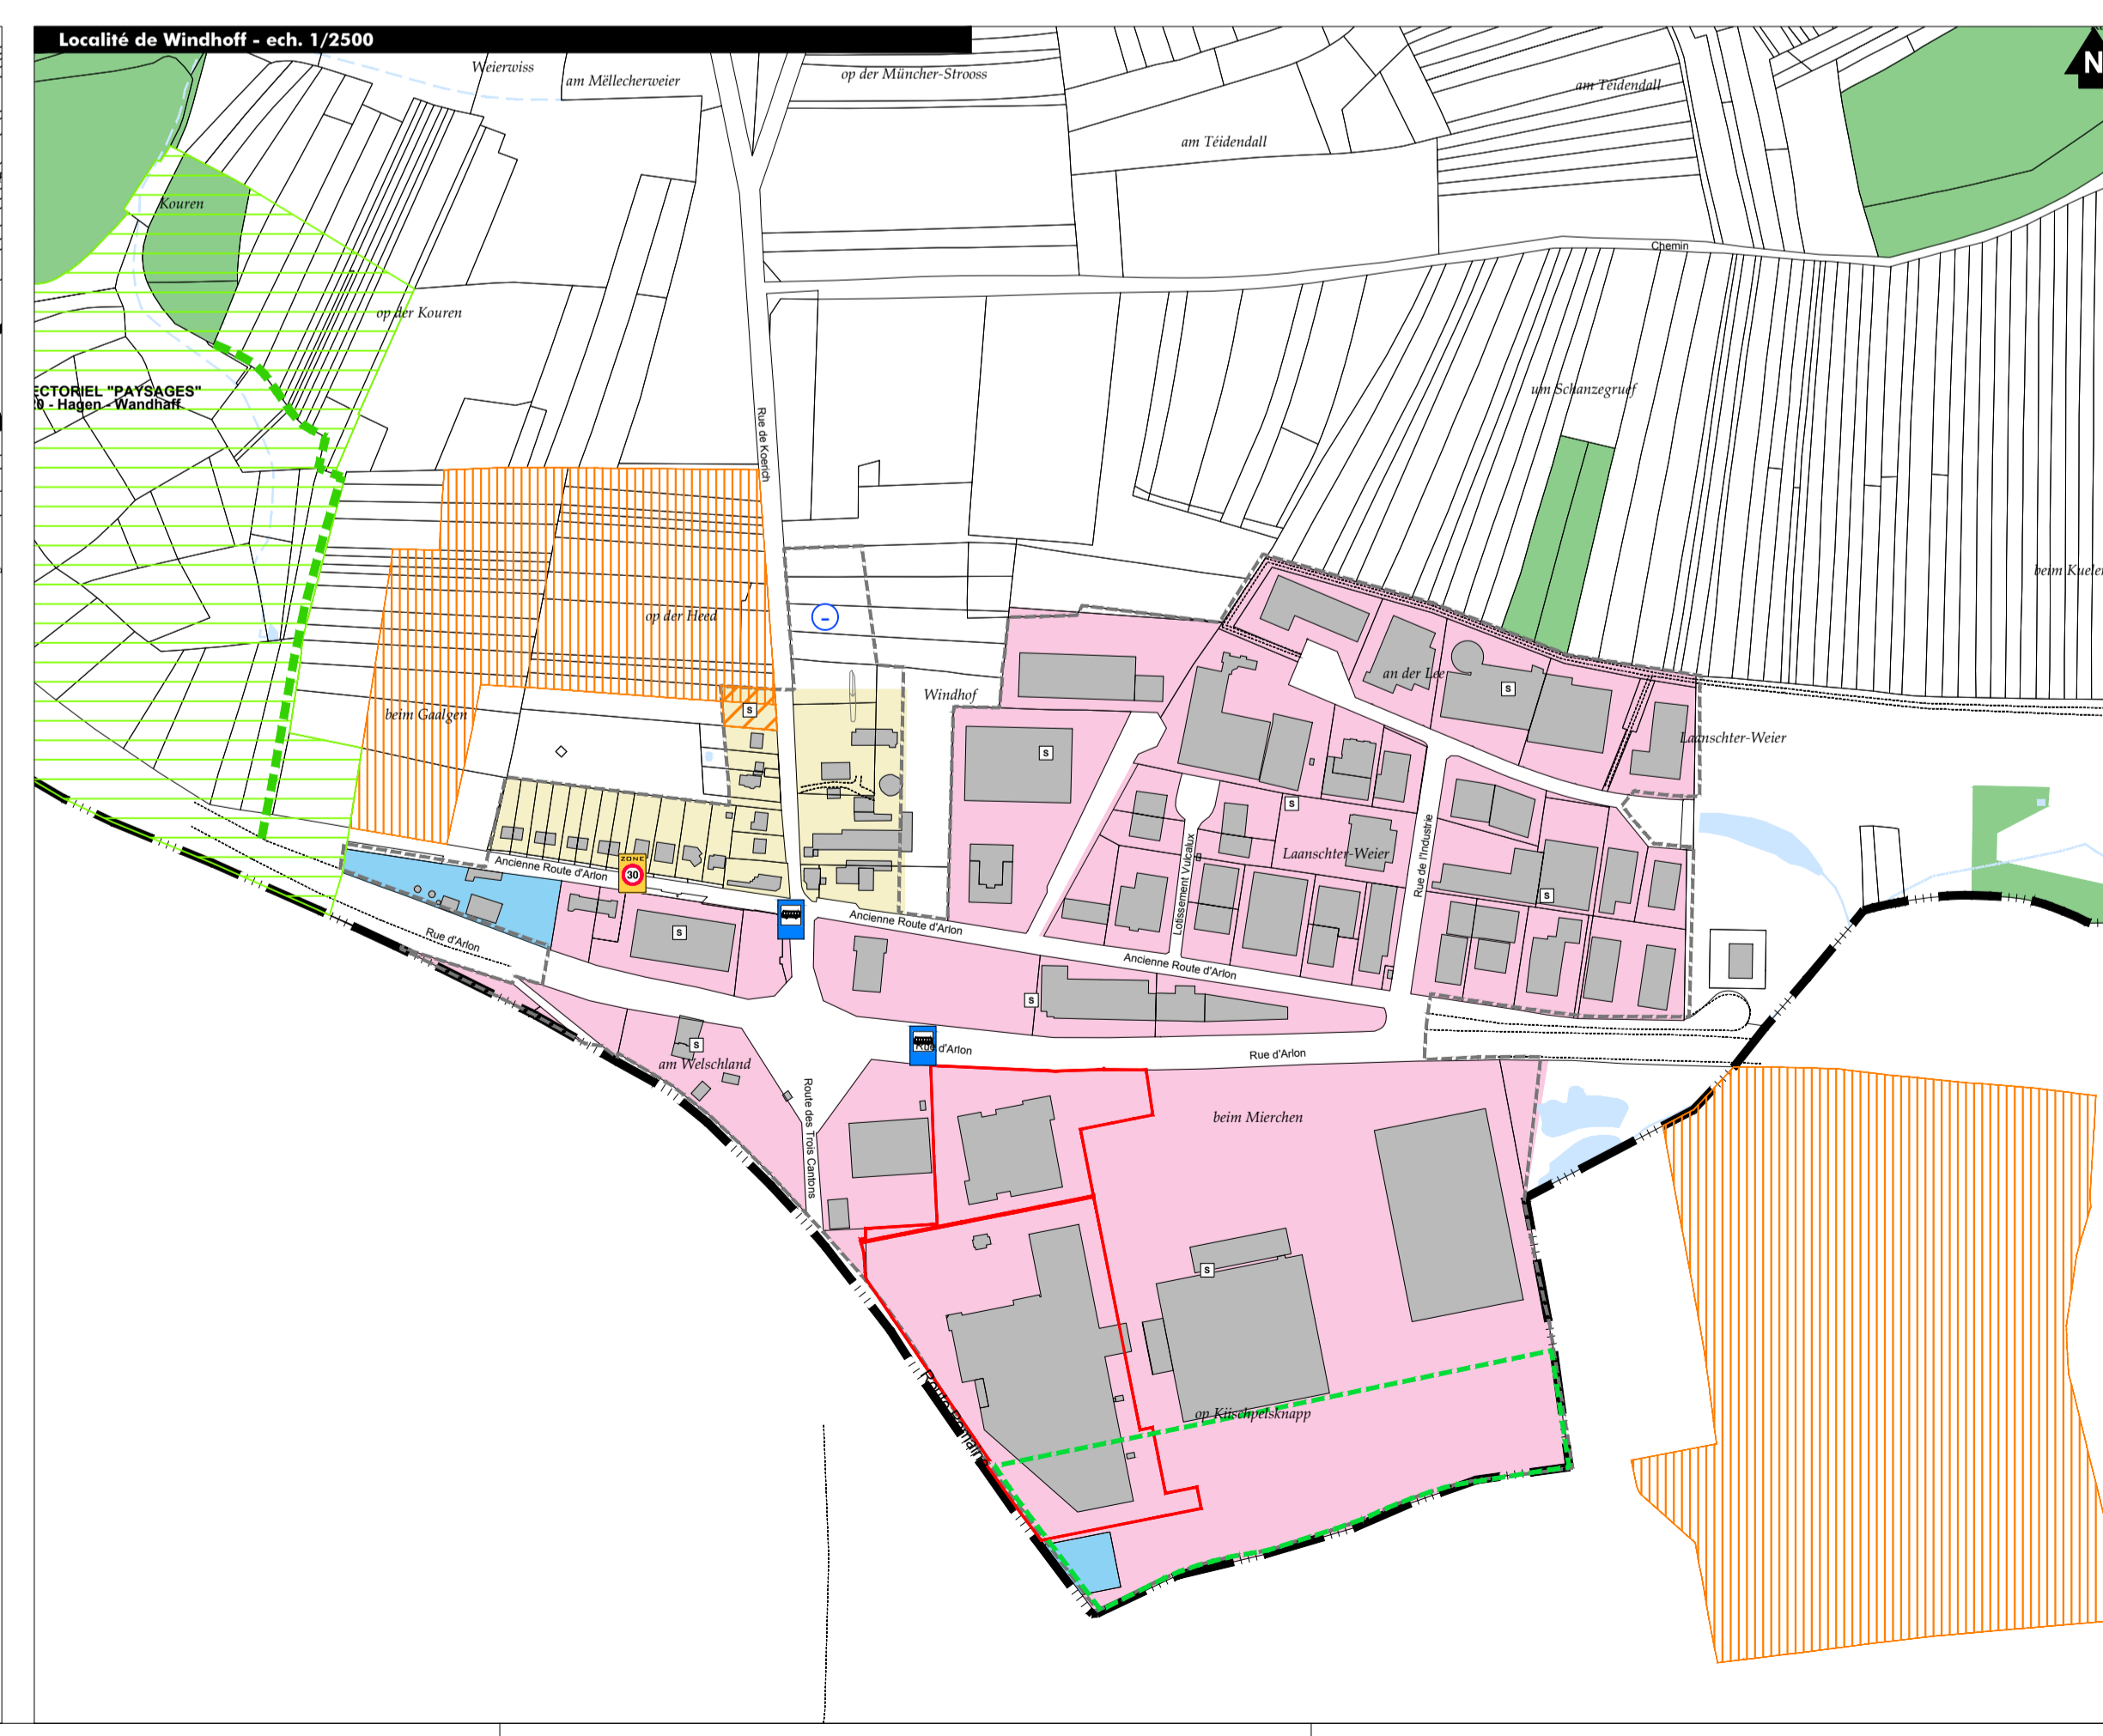 Localité de Windhoff - ech. 1/2500
N
Weierwiss
am Mëllecherweier
op der Müncher-Strooss
am Téidendall
am Téidendall
Kouren
Chemin
op der Kouren
ECTORIEL "PAYSAGES"
0 - Hagen - Wandhaff
um Schanzegruef
Rue de Koerich
beim Kueler
op der Heed
-
an der Lee
Windhof
S
S
beim Gaalgen
S
Laanschter-Weier
S
Laanschter-Weier
Rue de l'Industrie
Lotissement Vulcalux
Ancienne Route d'Arlon
ZONE
30
S
Ancienne Route d'Arlon
S
Rue d'Arlon
Ancienne Route d'Arlon
S
S
am Welschland
Rue d'Arlon
Rue d'Arlon
Route des Trois Cantons
beim Mierchen
S
op Kiischpelsknapp
Route Romaine